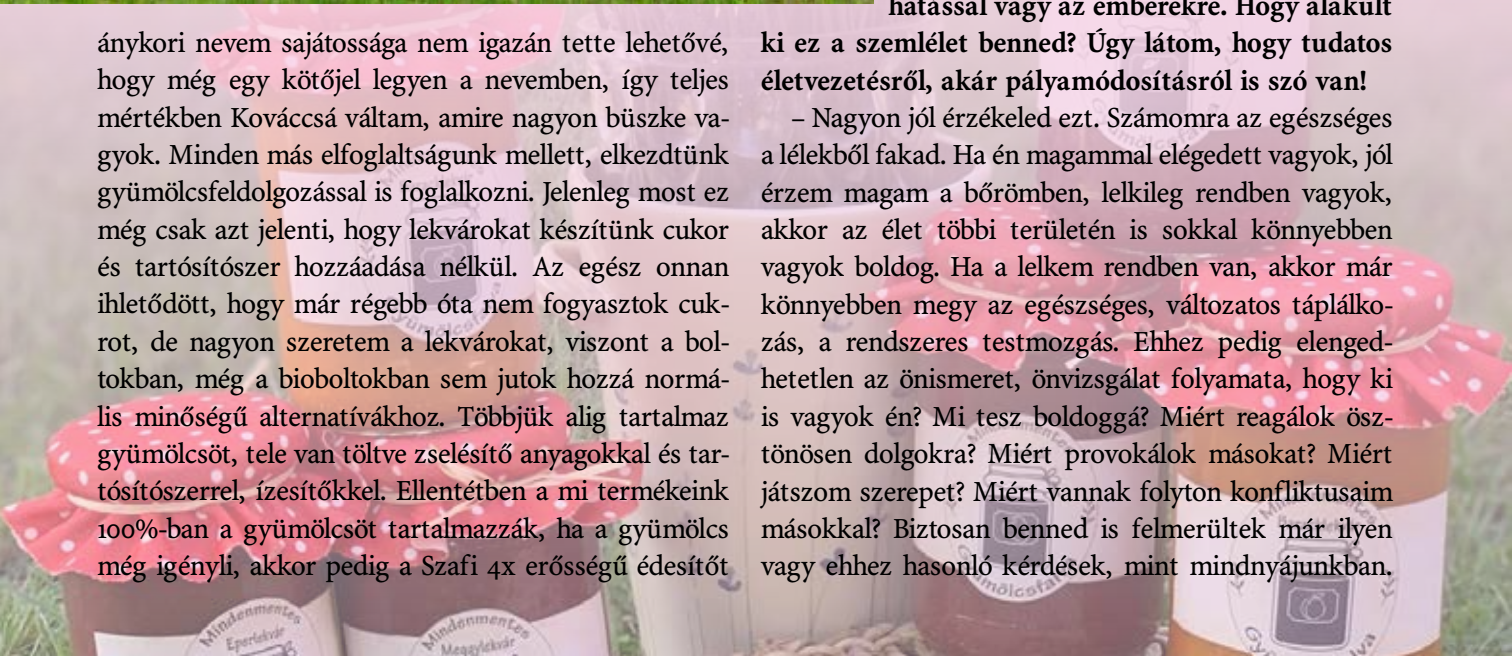 ánykori nevem sajátossága nem igazán tette lehetővé,
hogy még egy kötőjel legyen a nevemben, így teljes
mértékben Kováccsá váltam, amire nagyon büszke va-
gyok. Minden más elfoglaltságunk mellett, elkezdtünk
gyümölcsfeldolgozással is foglalkozni. Jelenleg most ez
még csak azt jelenti, hogy lekvárokat készítünk cukor
és tartósítószer hozzáadása nélkül. Az egész onnan
ihletődött, hogy már régebb óta nem fogyasztok cuk-
rot, de nagyon szeretem a lekvárokat, viszont a bol-
tokban, még a bioboltokban sem jutok hozzá normá-
lis minőségű alternatívákhoz. Többjük alig tartalmaz
gyümölcsöt, tele van töltve zselésítő anyagokkal és tar-
tósítószerrel, ízesítőkkel. Ellentétben a mi termékeink
100%-ban a gyümölcsöt tartalmazzák, ha a gyümölcs
még igényli, akkor pedig a Szafi 4x erősségű édesítőt
hatással vagy az emberekre. Hogy alakult
ki ez a szemlélet benned? Úgy látom, hogy tudatos
életvezetésről, akár pályamódosításról is szó van!
– Nagyon jól érzékeled ezt. Számomra az egészséges
a lélekből fakad. Ha én magammal elégedett vagyok, jól
érzem magam a bőrömben, lelkileg rendben vagyok,
akkor az élet többi területén is sokkal könnyebben
vagyok boldog. Ha a lelkem rendben van, akkor már
könnyebben megy az egészséges, változatos táplálko-
zás, a rendszeres testmozgás. Ehhez pedig elenged-
hetetlen az önismeret, önvizsgálat folyamata, hogy ki
is vagyok én? Mi tesz boldoggá? Miért reagálok ösz-
tönösen dolgokra? Miért provokálok másokat? Miért
játszom szerepet? Miért vannak folyton konfliktusaim
másokkal? Biztosan benned is felmerültek már ilyen
vagy ehhez hasonló kérdések, mint mindnyájunkban.
Mindenmentes
Eperlekvár
Mindenmentes
Meggylekvár